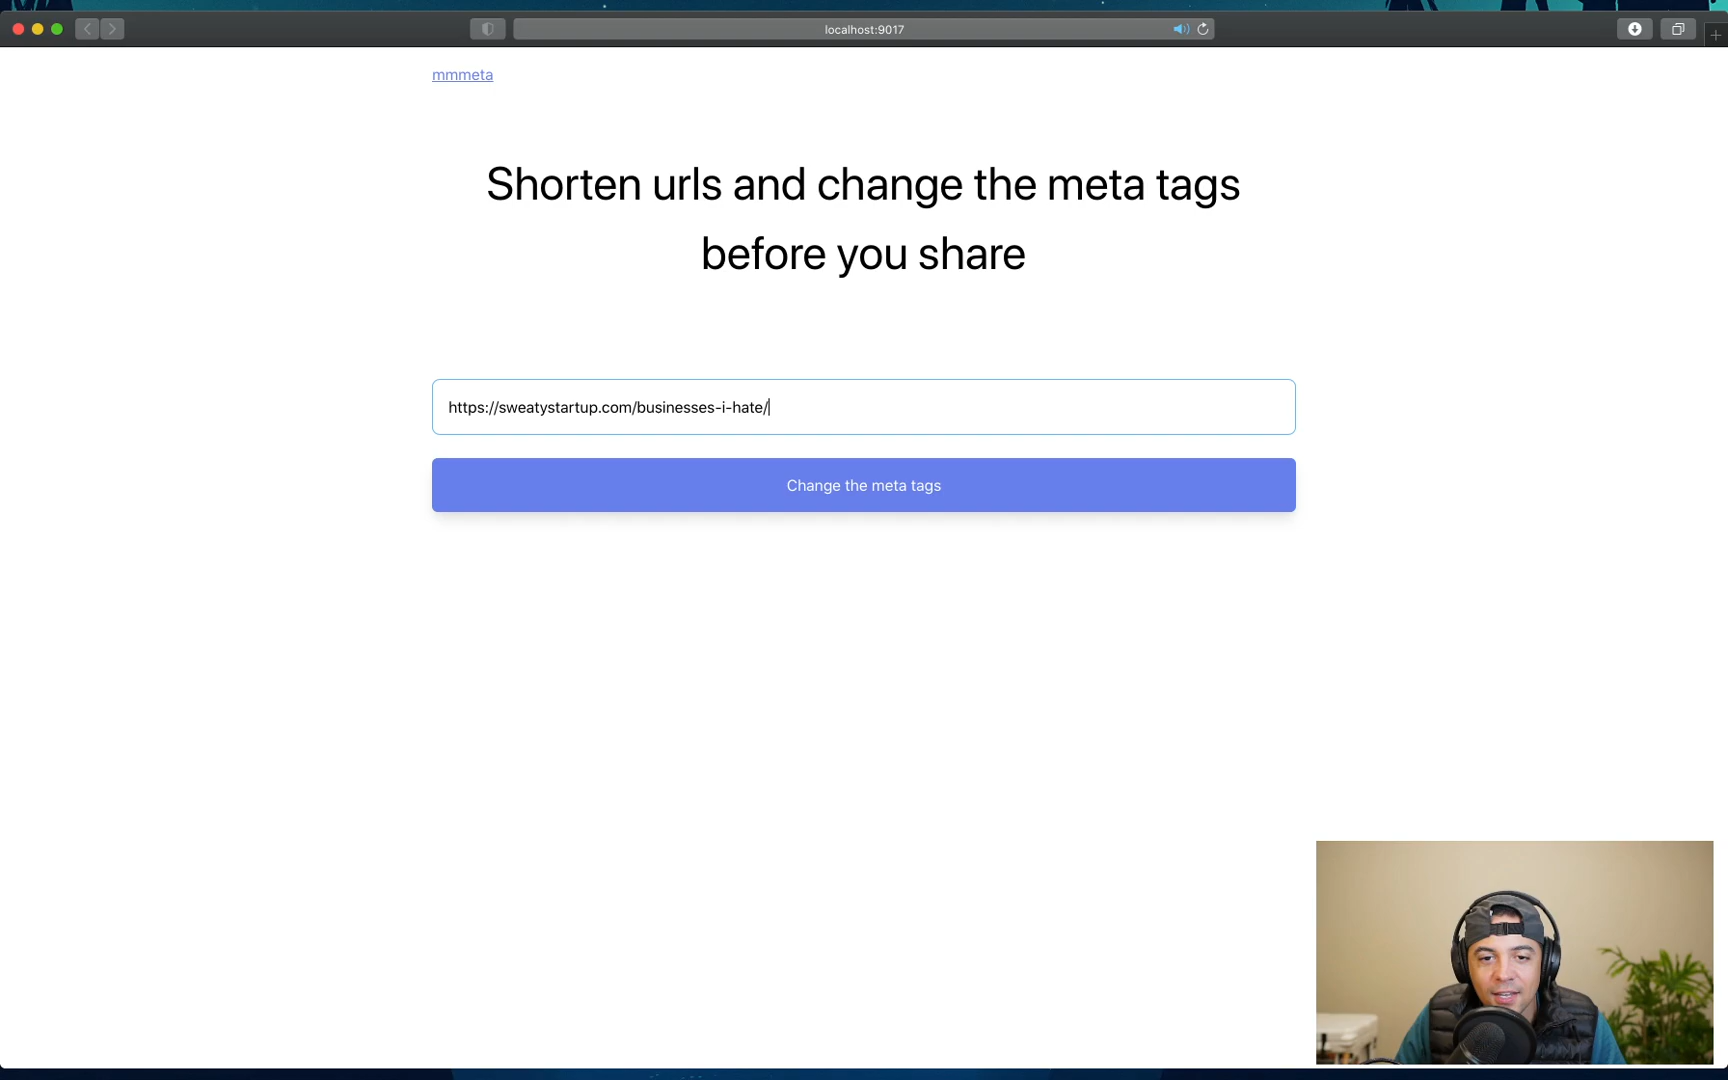 localhost:9017
mmmeta
Shorten urls and change the meta tags
before you share
https://sweatystartup.com/businesses-i-hate/
Change the meta tags